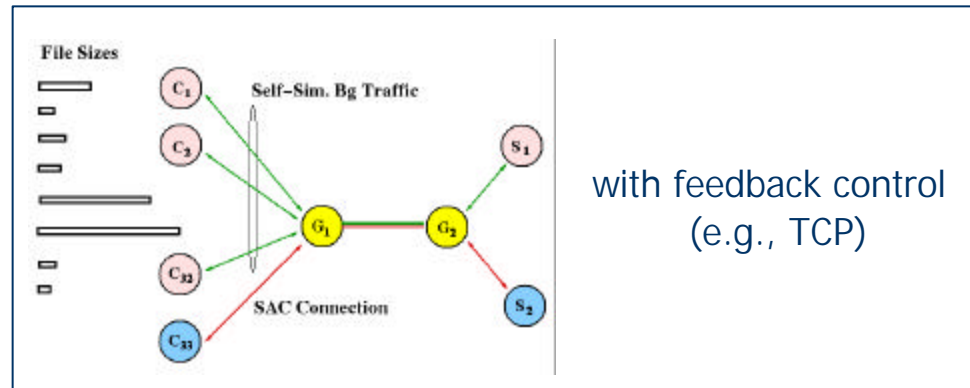 File Sizes
C1
Self-Sim. Bg Traffic
C2
S1
with feedback control
(e.g., TCP)
G1
G2
C32
SAC Connection
S2
C33